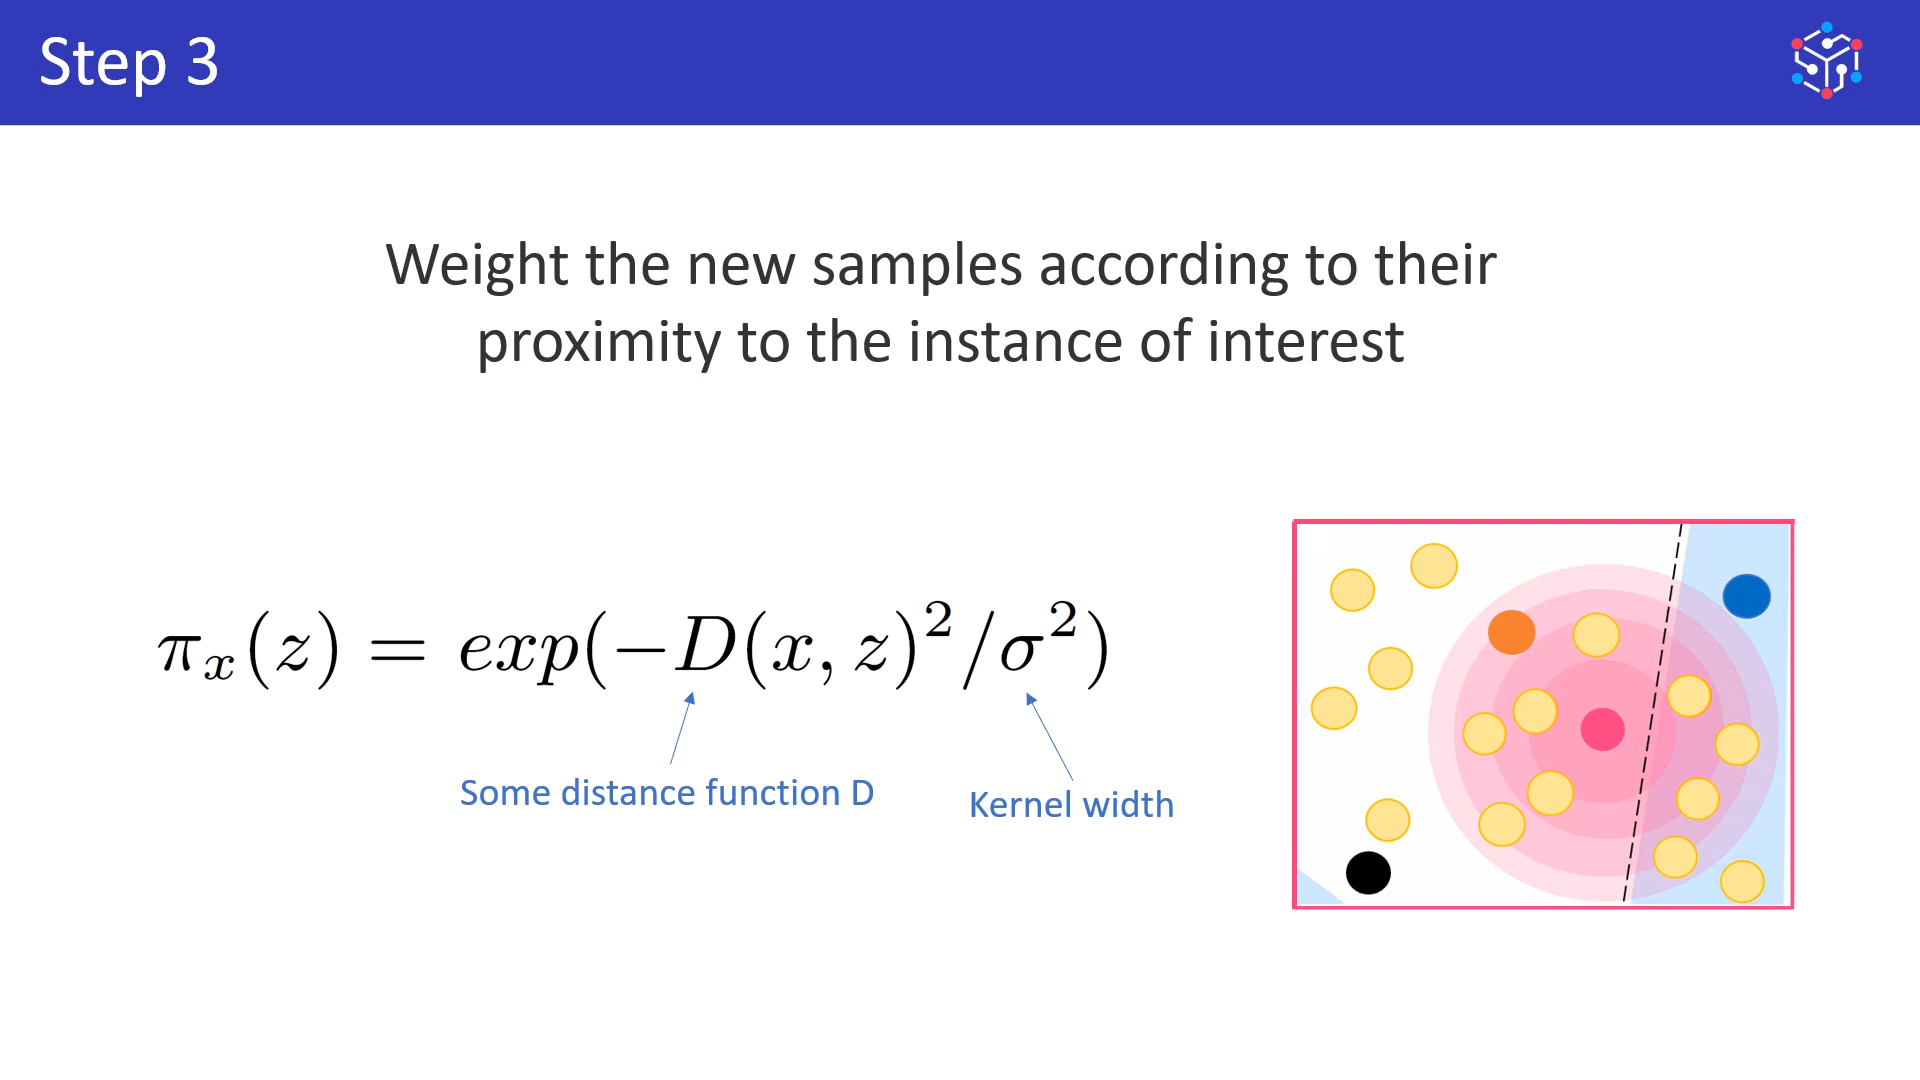 Step 3
Weight the new samples according to their
proximity to the instance of interest
πₓ(z) = exp(−D(x, z)²/σ²)
Some distance function D
Kernel width